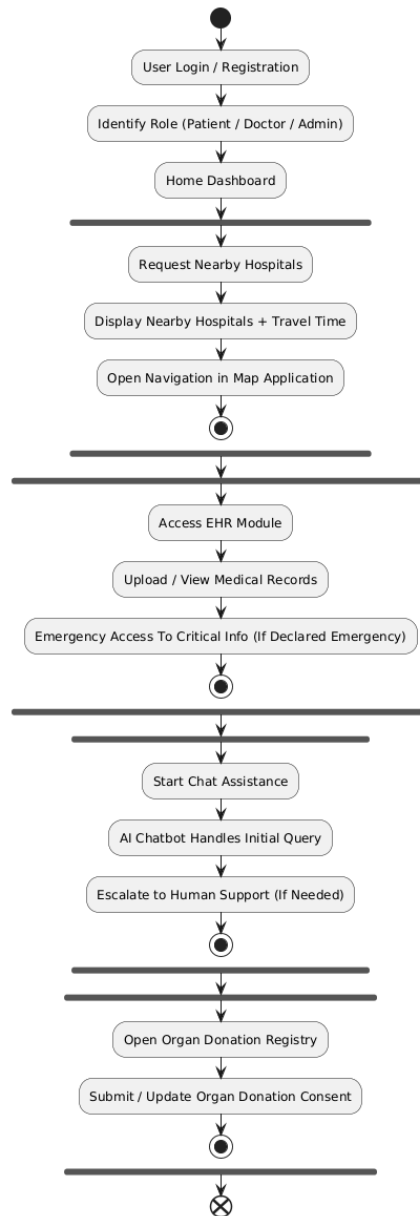 User Login / Registration
Identify Role (Patient / Doctor / Admin)
Home Dashboard
Request Nearby Hospitals
Display Nearby Hospitals + Travel Time
Open Navigation in Map Application
Access EHR Module
Upload / View Medical Records
Emergency Access To Critical Info (If Declared Emergency)
Start Chat Assistance
AI Chatbot Handles Initial Query
Escalate to Human Support (If Needed)
Open Organ Donation Registry
Submit / Update Organ Donation Consent